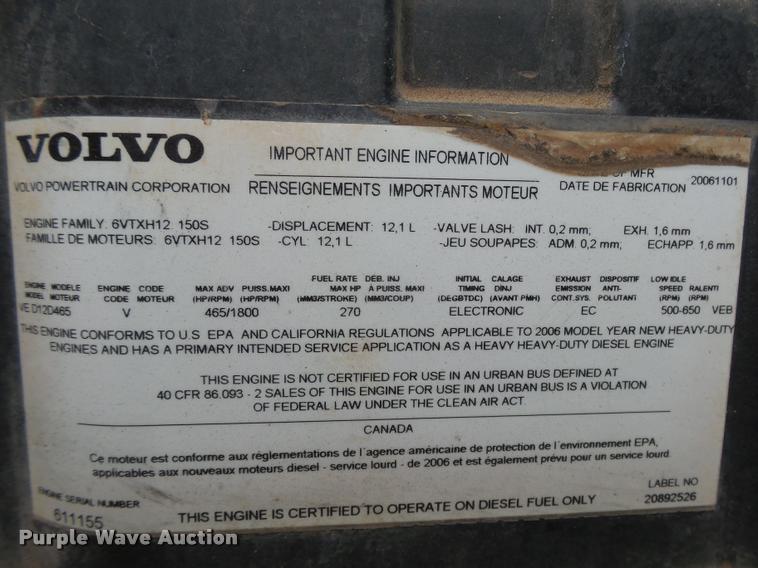 VOLVO
IMPORTANT ENGINE INFORMATION
OF MFR
VOLVO POWERTRAIN CORPORATION
RENSEIGNEMENTS IMPORTANTS MOTEUR
DATE DE FABRICATION 20061101
ENGINE FAMILY: 6VTXH12 150S -DISPLACEMENT: 12,1 L -VALVE LASH: INT. 0,2 mm; EXH. 1,6 mm
FAMILLE DE MOTEURS: 6VTXH12 150S -CYL: 12,1 L -JEU SOUPAPES: ADM. 0,2 mm; ECHAPP. 1,6 mm
ENGINE MODELE ENGINE CODE MAX ADV PUISS.MAXI FUEL RATE DÉB. INJ INITIAL CALAGE EXHAUST DISPOSITIF LOW IDLE
MODEL MOTEUR CODE MOTEUR (HP/RPM) (HP/RPM) MAX HP À PUISS. MAXI TIMING DINJ EMISSION ANTI- SPEED RALENTI
(MM3/STROKE) (MM3/COUP) (DEGBTDC) (AVANT PMH) CONT.SYS. POLLUTANT (RPM) (RPM)
VE D12D465 V 465/1800 270 ELECTRONIC EC 500-650 VEB
THIS ENGINE CONFORMS TO U.S EPA AND CALIFORNIA REGULATIONS APPLICABLE TO 2006 MODEL YEAR NEW HEAVY-DUTY
ENGINES AND HAS A PRIMARY INTENDED SERVICE APPLICATION AS A HEAVY HEAVY-DUTY DIESEL ENGINE
THIS ENGINE IS NOT CERTIFIED FOR USE IN AN URBAN BUS DEFINED AT
40 CFR 86.093 - 2 SALES OF THIS ENGINE FOR USE IN AN URBAN BUS IS A VIOLATION
OF FEDERAL LAW UNDER THE CLEAN AIR ACT.
CANADA
Ce moteur est conforme aux réglementations de l'agence américaine de protection de l'environnement EPA,
applicables aux nouveaux moteurs diesel - service lourd - de 2006 et est également prévu pour un service lourd.
ENGINE SERIAL NUMBER
611155
THIS ENGINE IS CERTIFIED TO OPERATE ON DIESEL FUEL ONLY
LABEL NO
20892526
Purple Wave Auction